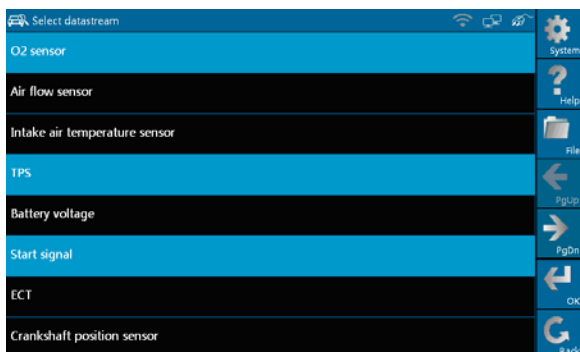 Select datastream
O2 sensor
Air flow sensor
Intake air temperature sensor
TPS
Battery voltage
Start signal
ECT
Crankshaft position sensor
System
Help
File
PgUp
PgDn
OK
Back